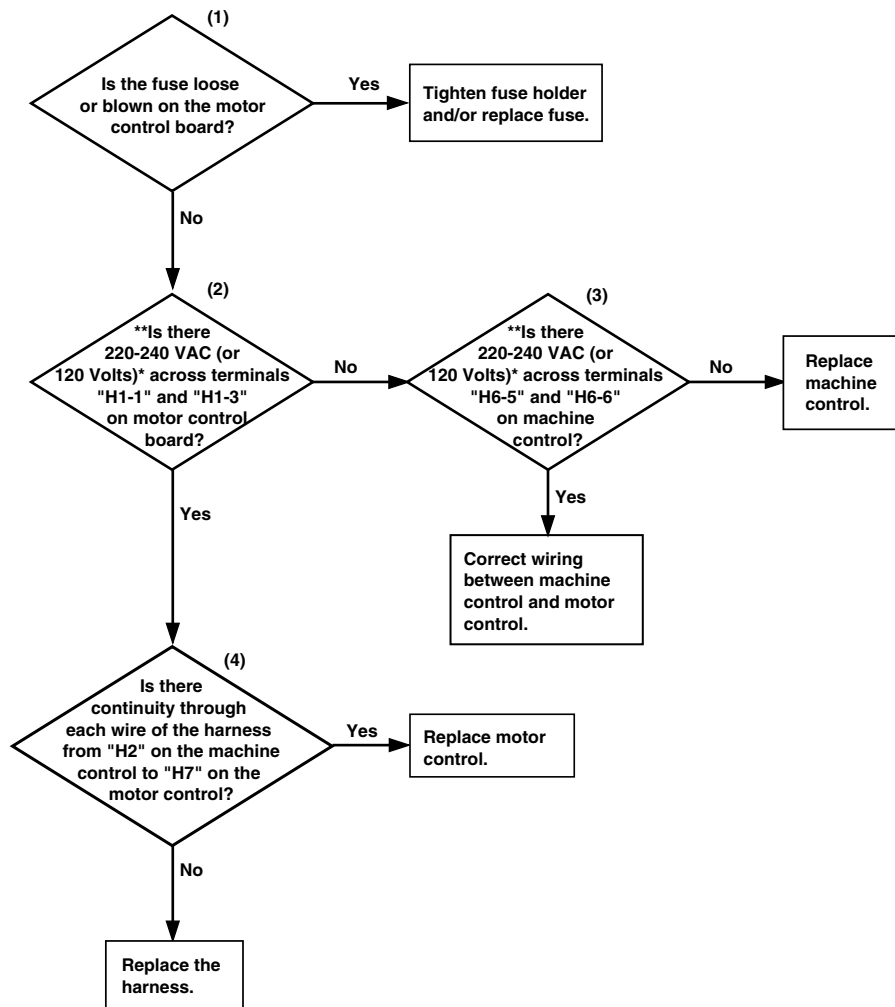 (1)
Is the fuse loose
or blown on the motor
control board?
Yes
Tighten fuse holder
and/or replace fuse.
No
(2)
**Is there
220-240 VAC (or
120 Volts)* across terminals
"H1-1" and "H1-3"
on motor control
board?
No
(3)
**Is there
220-240 VAC (or
120 Volts)* across terminals
"H6-5" and "H6-6"
on machine
control?
No
Replace
machine
control.
Yes
Yes
Correct wiring
between machine
control and motor
control.
(4)
Is there
continuity through
each wire of the harness
from "H2" on the machine
control to "H7" on the
motor control?
Yes
Replace motor
control.
No
Replace the
harness.